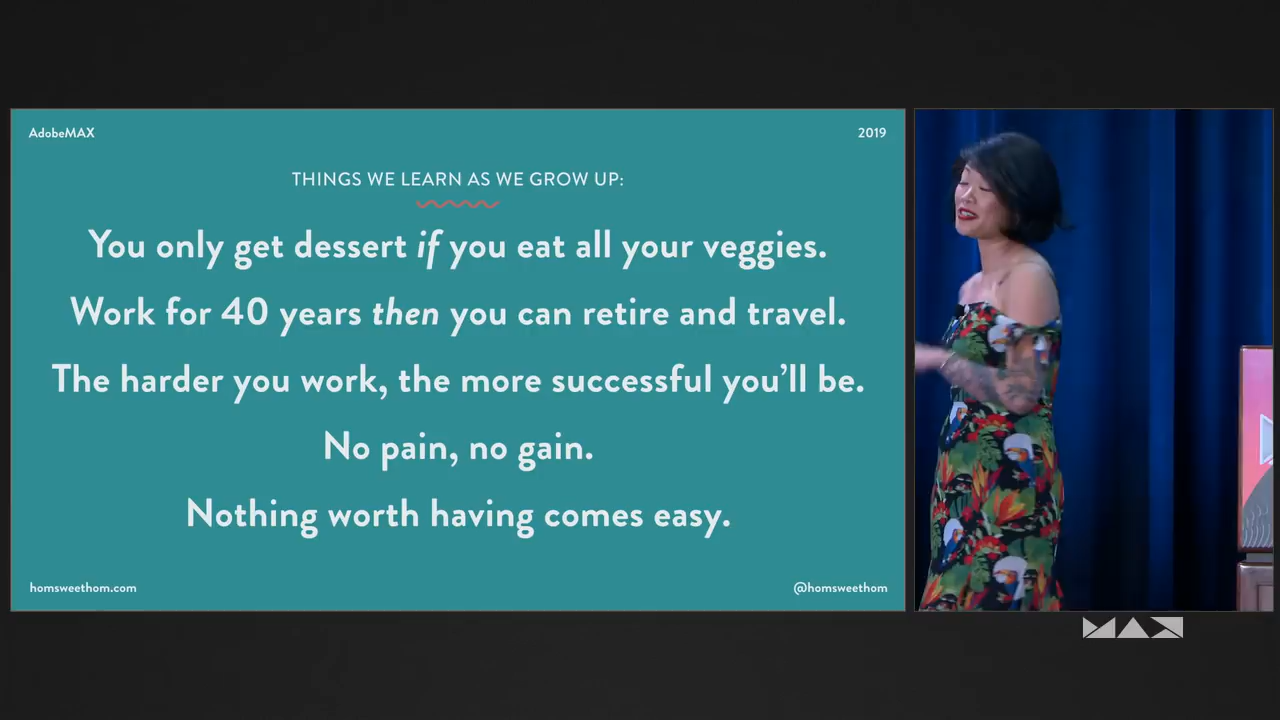 AdobeMAX
2019
THINGS WE LEARN AS WE GROW UP:
You only get dessert if you eat all your veggies.
Work for 40 years then you can retire and travel.
The harder you work, the more successful you’ll be.
No pain, no gain.
Nothing worth having comes easy.
homsweethom.com
@homsweethom
MAX